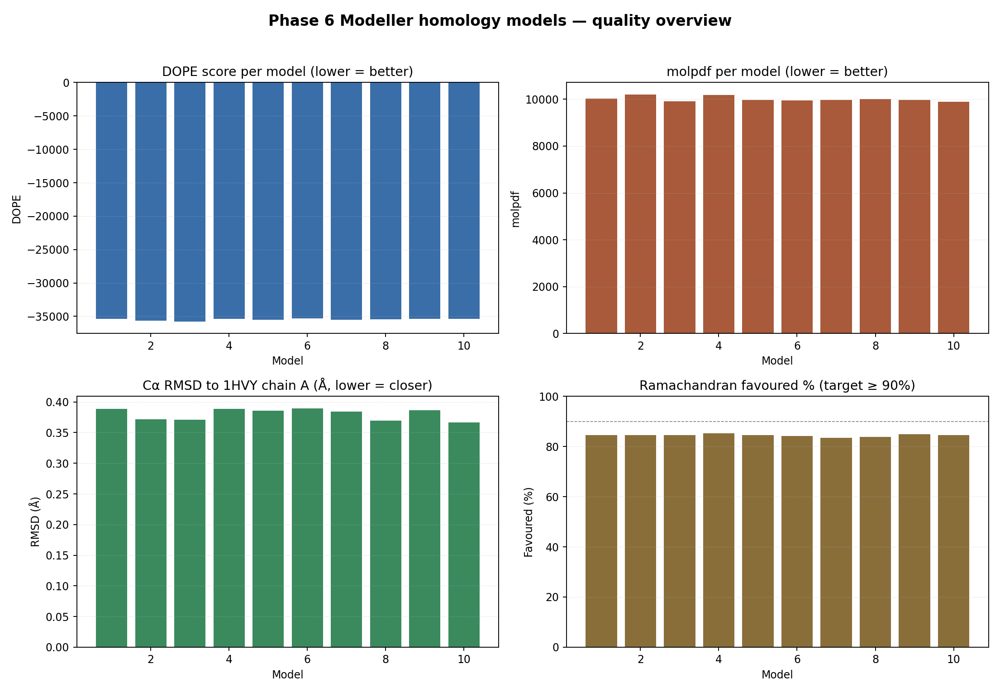 Phase 6 Modeller homology models — quality overview
DOPE score per model (lower = better)
0
−5000
−10000
−15000
−20000
−25000
−30000
−35000
DOPE
2 4 6 8 10
Model
molpdf per model (lower = better)
10000
8000
6000
4000
2000
0
molpdf
2 4 6 8 10
Model
Cα RMSD to 1HVY chain A (Å, lower = closer)
0.40
0.35
0.30
0.25
0.20
0.15
0.10
0.05
0.00
RMSD (Å)
2 4 6 8 10
Model
Ramachandran favoured % (target ≥ 90%)
100
80
60
40
20
0
Favoured (%)
2 4 6 8 10
Model